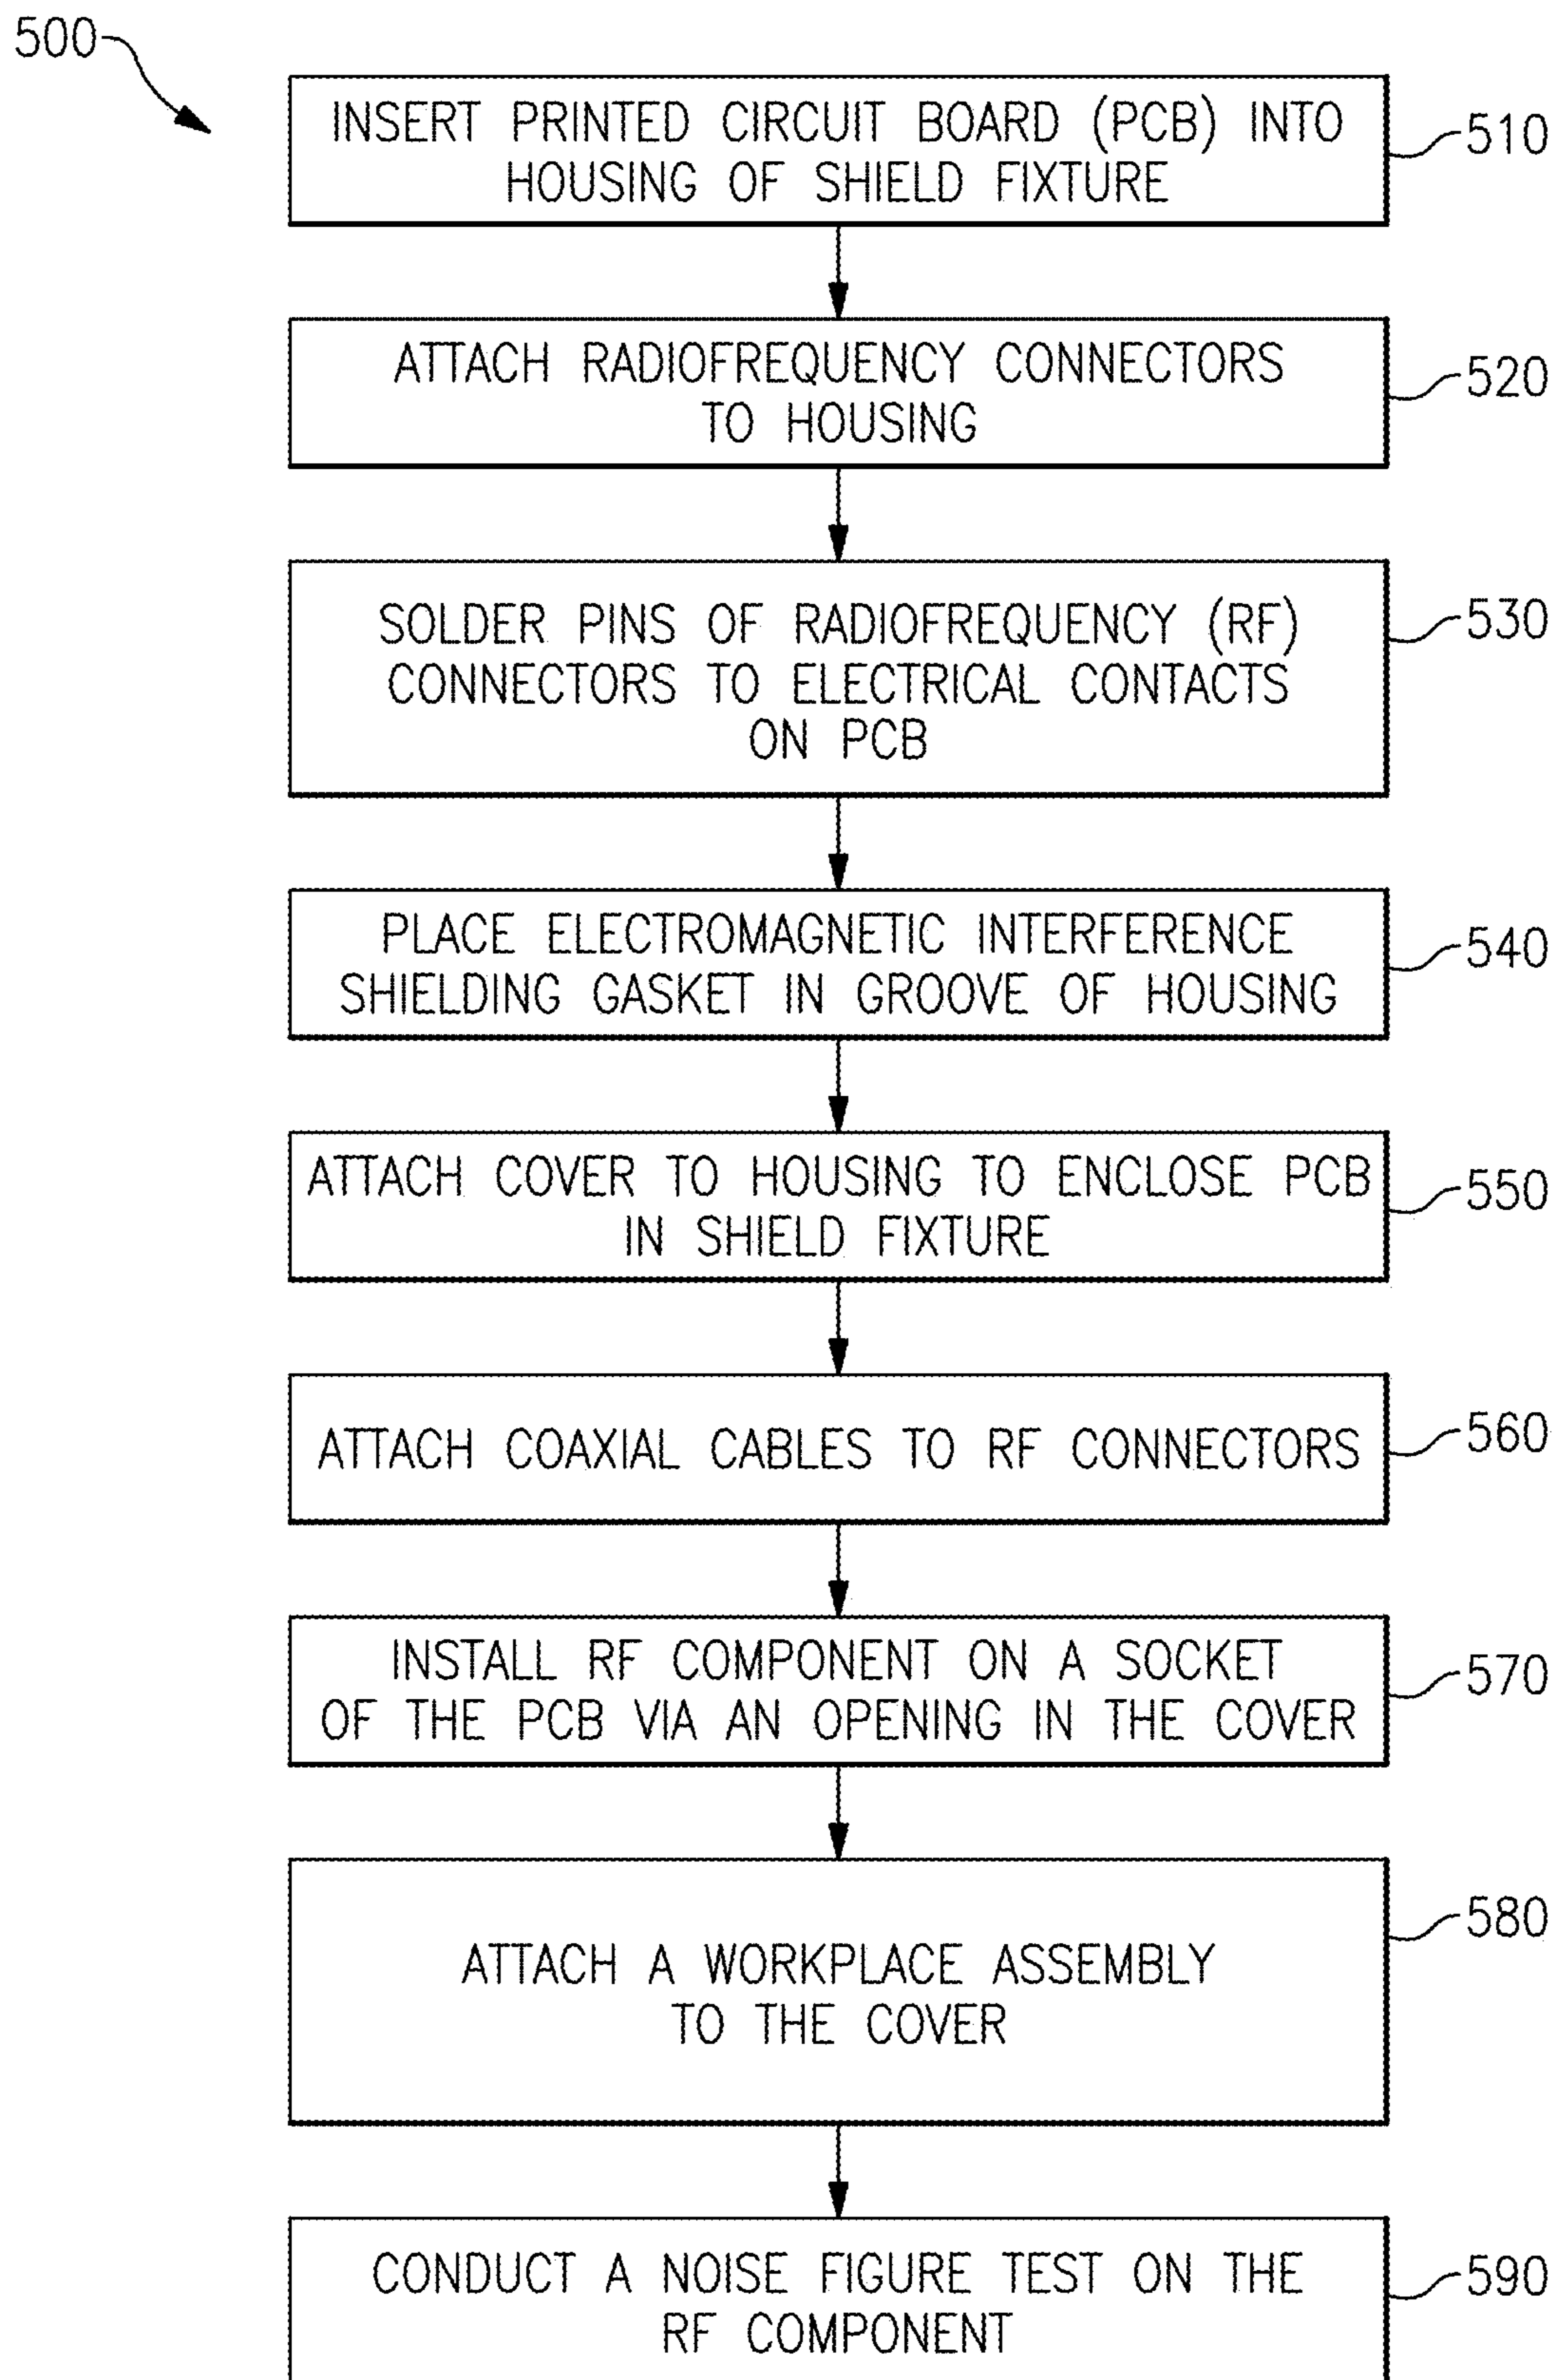 500
INSERT PRINTED CIRCUIT BOARD (PCB) INTO
HOUSING OF SHIELD FIXTURE
510
ATTACH RADIOFREQUENCY CONNECTORS
TO HOUSING
520
SOLDER PINS OF RADIOFREQUENCY (RF)
CONNECTORS TO ELECTRICAL CONTACTS
ON PCB
530
PLACE ELECTROMAGNETIC INTERFERENCE
SHIELDING GASKET IN GROOVE OF HOUSING
540
ATTACH COVER TO HOUSING TO ENCLOSE PCB
IN SHIELD FIXTURE
550
ATTACH COAXIAL CABLES TO RF CONNECTORS
560
INSTALL RF COMPONENT ON A SOCKET
OF THE PCB VIA AN OPENING IN THE COVER
570
ATTACH A WORKPLACE ASSEMBLY
TO THE COVER
580
CONDUCT A NOISE FIGURE TEST ON THE
RF COMPONENT
590